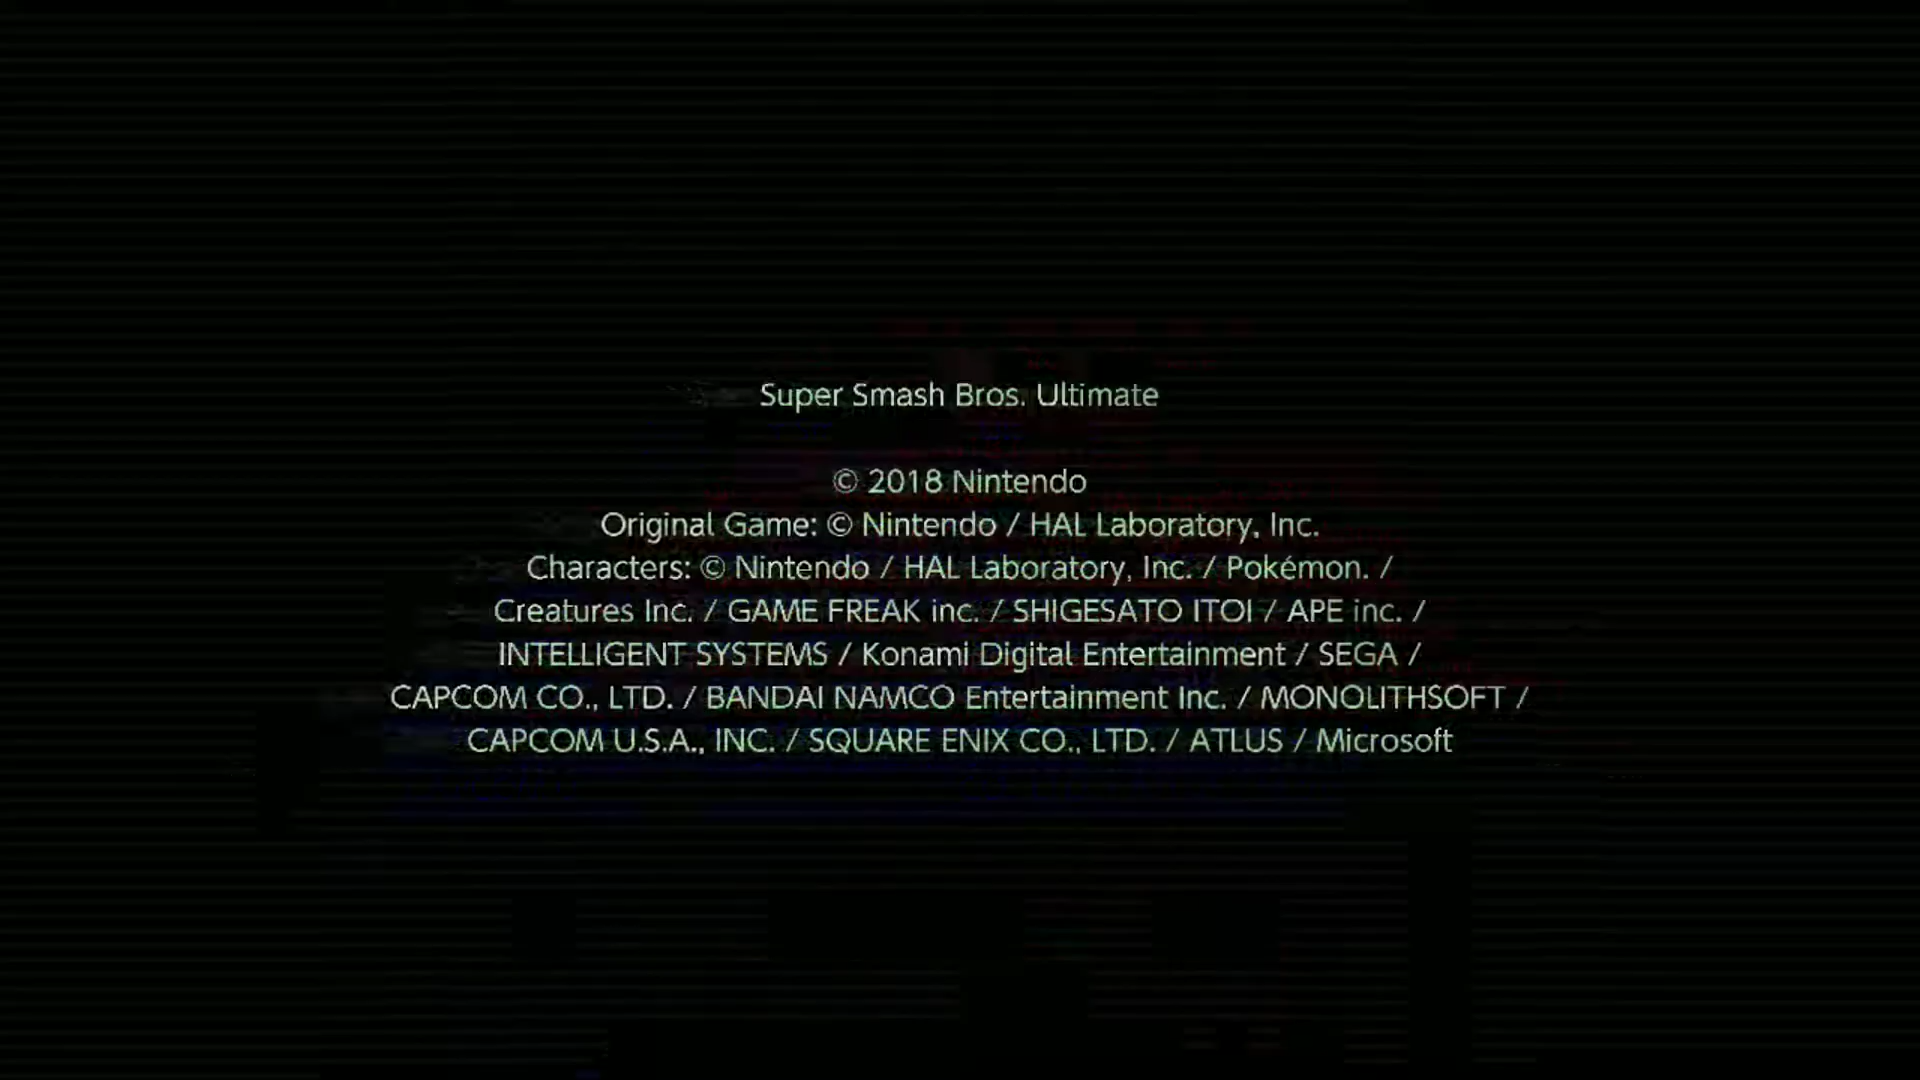 Super Smash Bros. Ultimate
© 2018 Nintendo
Original Game: © Nintendo / HAL Laboratory, Inc.
Characters: © Nintendo / HAL Laboratory, Inc. / Pokémon. /
Creatures Inc. / GAME FREAK inc. / SHIGESATO ITOI / APE inc. /
INTELLIGENT SYSTEMS / Konami Digital Entertainment / SEGA /
CAPCOM CO., LTD. / BANDAI NAMCO Entertainment Inc. / MONOLITHSOFT /
CAPCOM U.S.A., INC. / SQUARE ENIX CO., LTD. / ATLUS / Microsoft